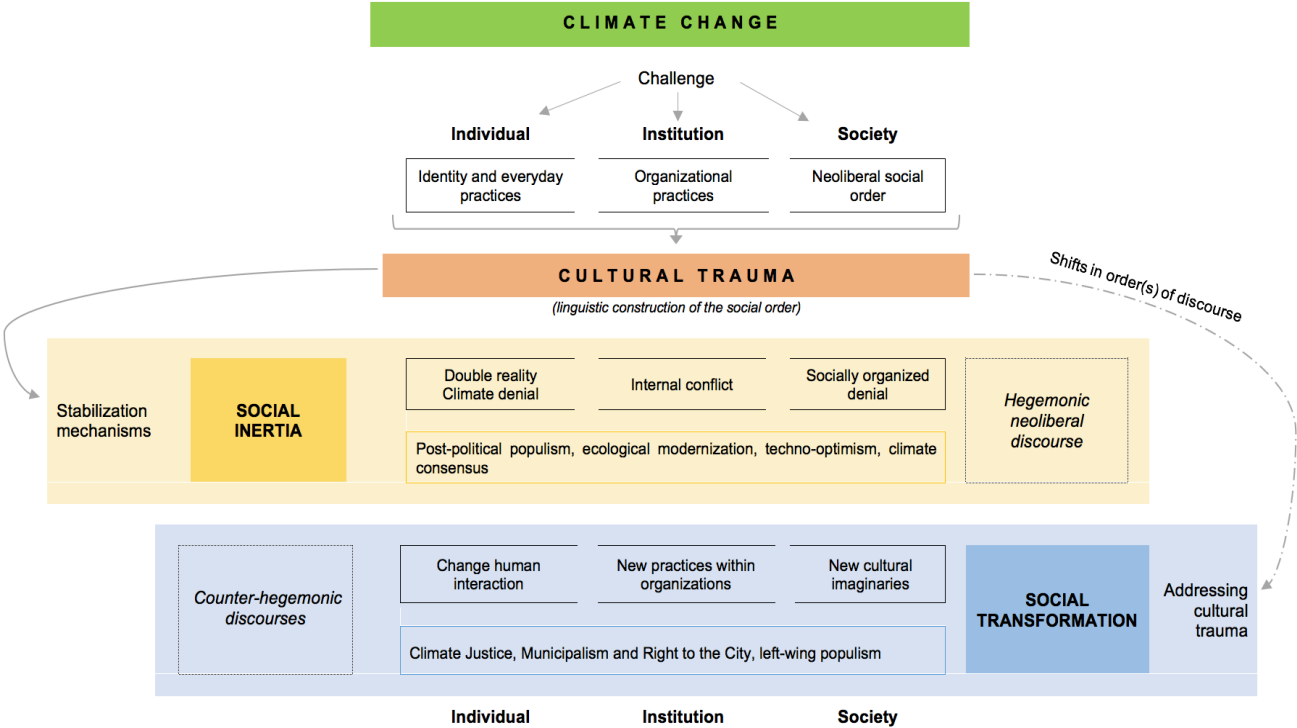 CLIMATE CHANGE
Challenge
Individual
Institution
Society
Identity and everyday
practices
Organizational
practices
Neoliberal social
order
CULTURAL TRAUMA
(linguistic construction of the social order)
Shifts in order(s) of discourse
Stabilization
mechanisms
SOCIAL
INERTIA
Double reality
Climate denial
Internal conflict
Socially organized
denial
Post-political populism, ecological modernization, techno-optimism, climate
consensus
Hegemonic
neoliberal
discourse
Counter-hegemonic
discourses
Change human
interaction
New practices within
organizations
New cultural
imaginaries
Climate Justice, Municipalism and Right to the City, left-wing populism
SOCIAL
TRANSFORMATION
Addressing
cultural
trauma
Individual
Institution
Society